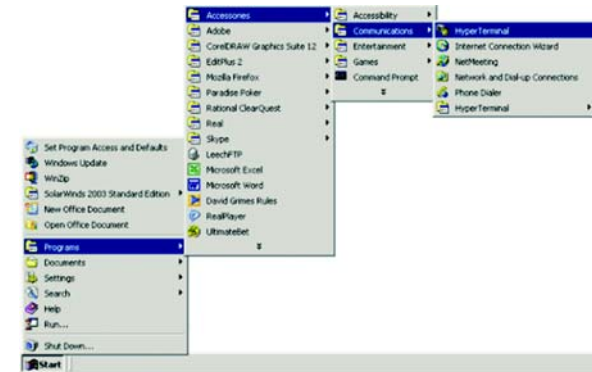 Accessories
Adobe
CorelDRAW Graphics Suite 12
EditPlus 2
Mozilla Firefox
Paradise Poker
Rational ClearQuest
Real
Skype
LeechFTP
Microsoft Excel
Microsoft Word
David Grimes Rules
RealPlayer
UltimateBet
Accessibility
Communications
Entertainment
Games
Command Prompt
HyperTerminal
Internet Connection Wizard
NetMeeting
Network and Dial-up Connections
Phone Dialer
HyperTerminal
Set Program Access and Defaults
Windows Update
WinZip
SolarWinds 2003 Standard Edition
New Office Document
Open Office Document
Programs
Documents
Settings
Search
Help
Run...
Shut Down...
Start